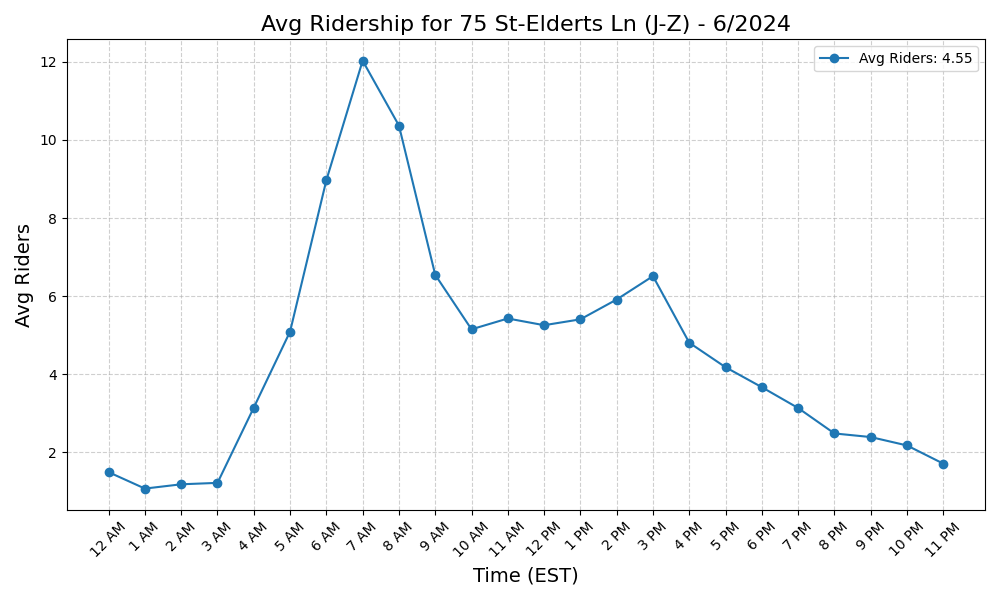 Avg Ridership for 75 St-Elderts Ln (J-Z) - 6/2024
Avg Riders: 4.55
Avg Riders
12
10
8
6
4
2
12 AM
1 AM
2 AM
3 AM
4 AM
5 AM
6 AM
7 AM
8 AM
9 AM
10 AM
11 AM
12 PM
1 PM
2 PM
3 PM
4 PM
5 PM
6 PM
7 PM
8 PM
9 PM
10 PM
11 PM
Time (EST)